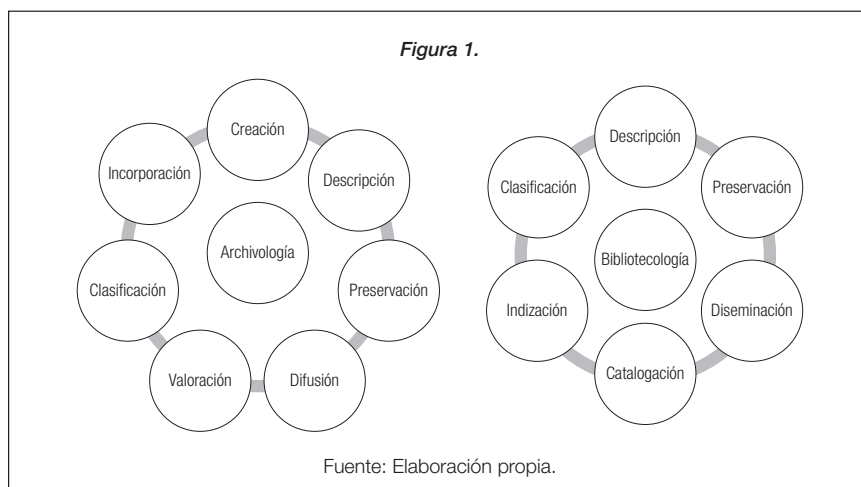 Figura 1.
Creación
Incorporación
Descripción
Archivología
Clasificación
Preservación
Valoración
Difusión
Descripción
Clasificación
Preservación
Bibliotecología
Indización
Diseminación
Catalogación
Fuente: Elaboración propia.